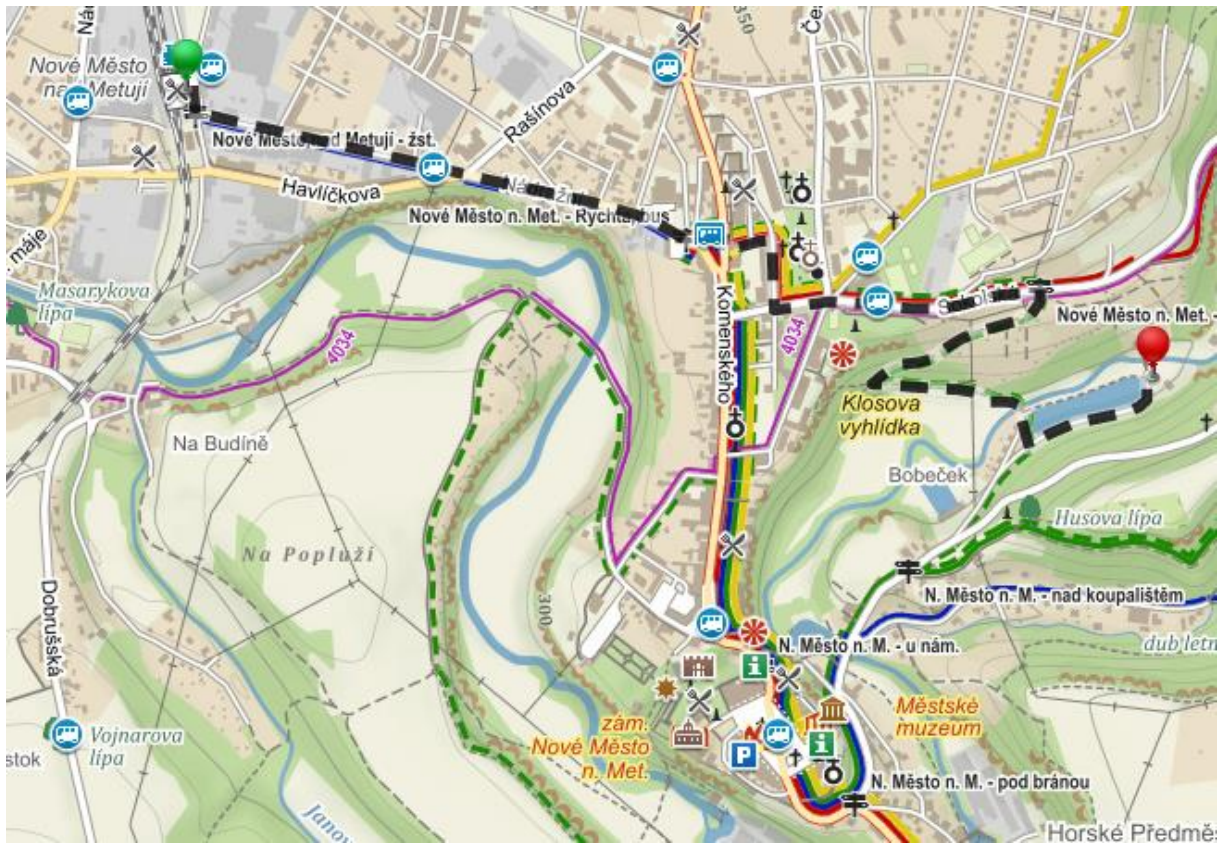 350
Nové Město
nad Metují
Rašínova
Nové Město nad Metují - žst.
Havlíčkova
Nové Město n. Met. - Rychta, bus
máje
Masarykova
lípa
4034
Komenského
4034
Nové Město n. Met. -
Klosova
vyhlídka
Na Budíně
Bobeček
Husova lípa
Na Popluží
300
N. Město n. M. - nad koupalištěm
Dobrušská
N. Město n. M. - u nám.
dub letn
zám.
Nové Město
n. Met.
Městské
muzeum
Vojnarova
lípa
stok
P
N. Město n. M. - pod bránou
Janov
Horské Předměs